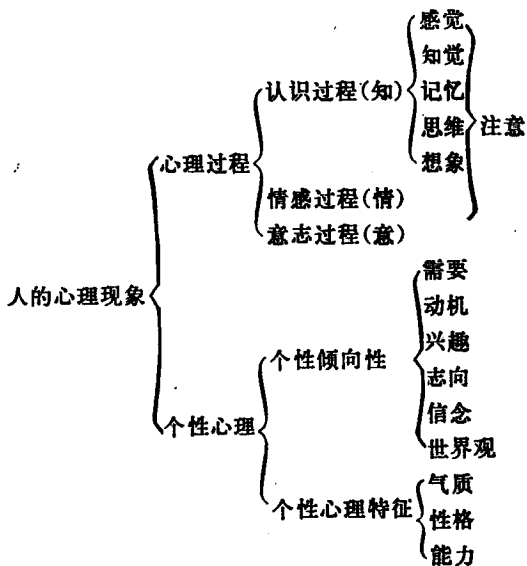 感觉
知觉
认识过程(知) 记忆 注意
思维
心理过程 想象
情感过程(情)
意志过程(意)
需要
人的心理现象 动机
兴趣
个性倾向性
志向
信念
个性心理 世界观
气质
个性心理特征 性格
能力